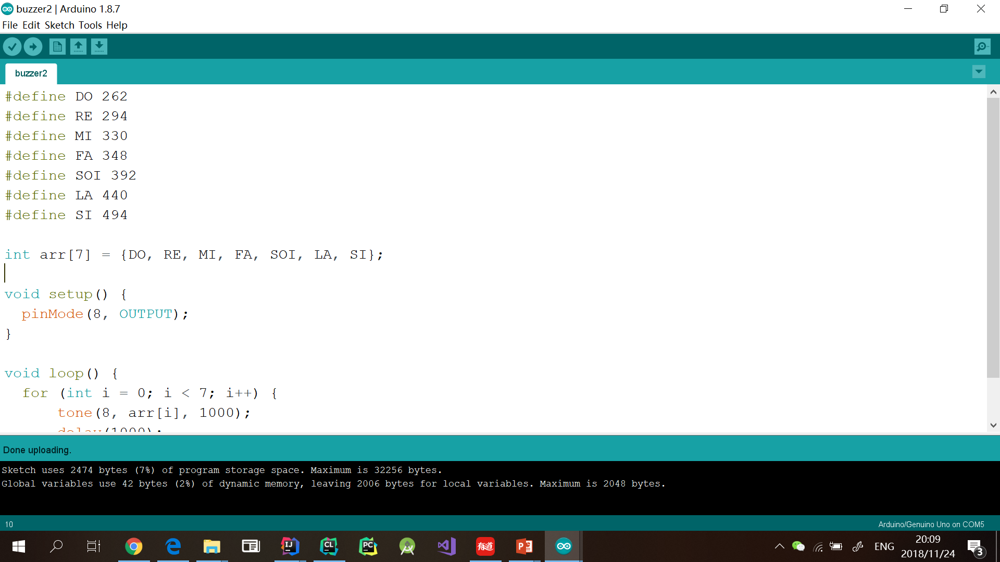 buzzer2 | Arduino 1.8.7
File Edit Sketch Tools Help
buzzer2
#define DO 262
#define RE 294
#define MI 330
#define FA 348
#define SOI 392
#define LA 440
#define SI 494
int arr[7] = {DO, RE, MI, FA, SOI, LA, SI};
void setup() {
pinMode(8, OUTPUT);
}
void loop() {
for (int i = 0; i < 7; i++) {
tone(8, arr[i], 1000);
delay(1000);
Done uploading.
Sketch uses 2474 bytes (7%) of program storage space. Maximum is 32256 bytes.
Global variables use 42 bytes (2%) of dynamic memory, leaving 2006 bytes for local variables. Maximum is 2048 bytes.
10
Arduino/Genuino Uno on COM5
IJ
CL
PC
有道
P
ENG
20:09
2018/11/24
3